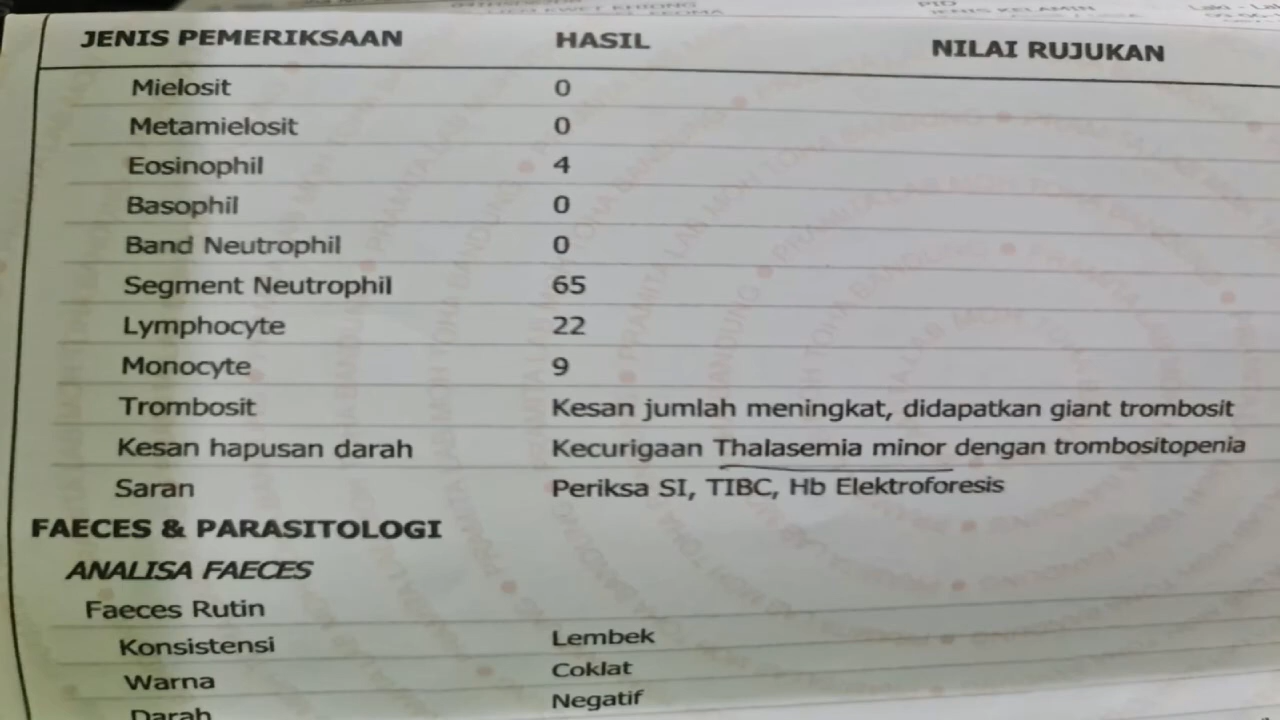 JENIS PEMERIKSAAN HASIL NILAI RUJUKAN
Mielosit 0
Metamielosit 0
Eosinophil 4
Basophil 0
Band Neutrophil 0
Segment Neutrophil 65
Lymphocyte 22
Monocyte 9
Trombosit Kesan jumlah meningkat, didapatkan giant trombosit
Kesan hapusan darah Kecurigaan Thalasemia minor dengan trombositopenia
Saran Periksa SI, TIBC, Hb Elektroforesis
FAECES & PARASITOLOGI
ANALISA FAECES
Faeces Rutin
Konsistensi Lembek
Warna Coklat
Darah Negatif